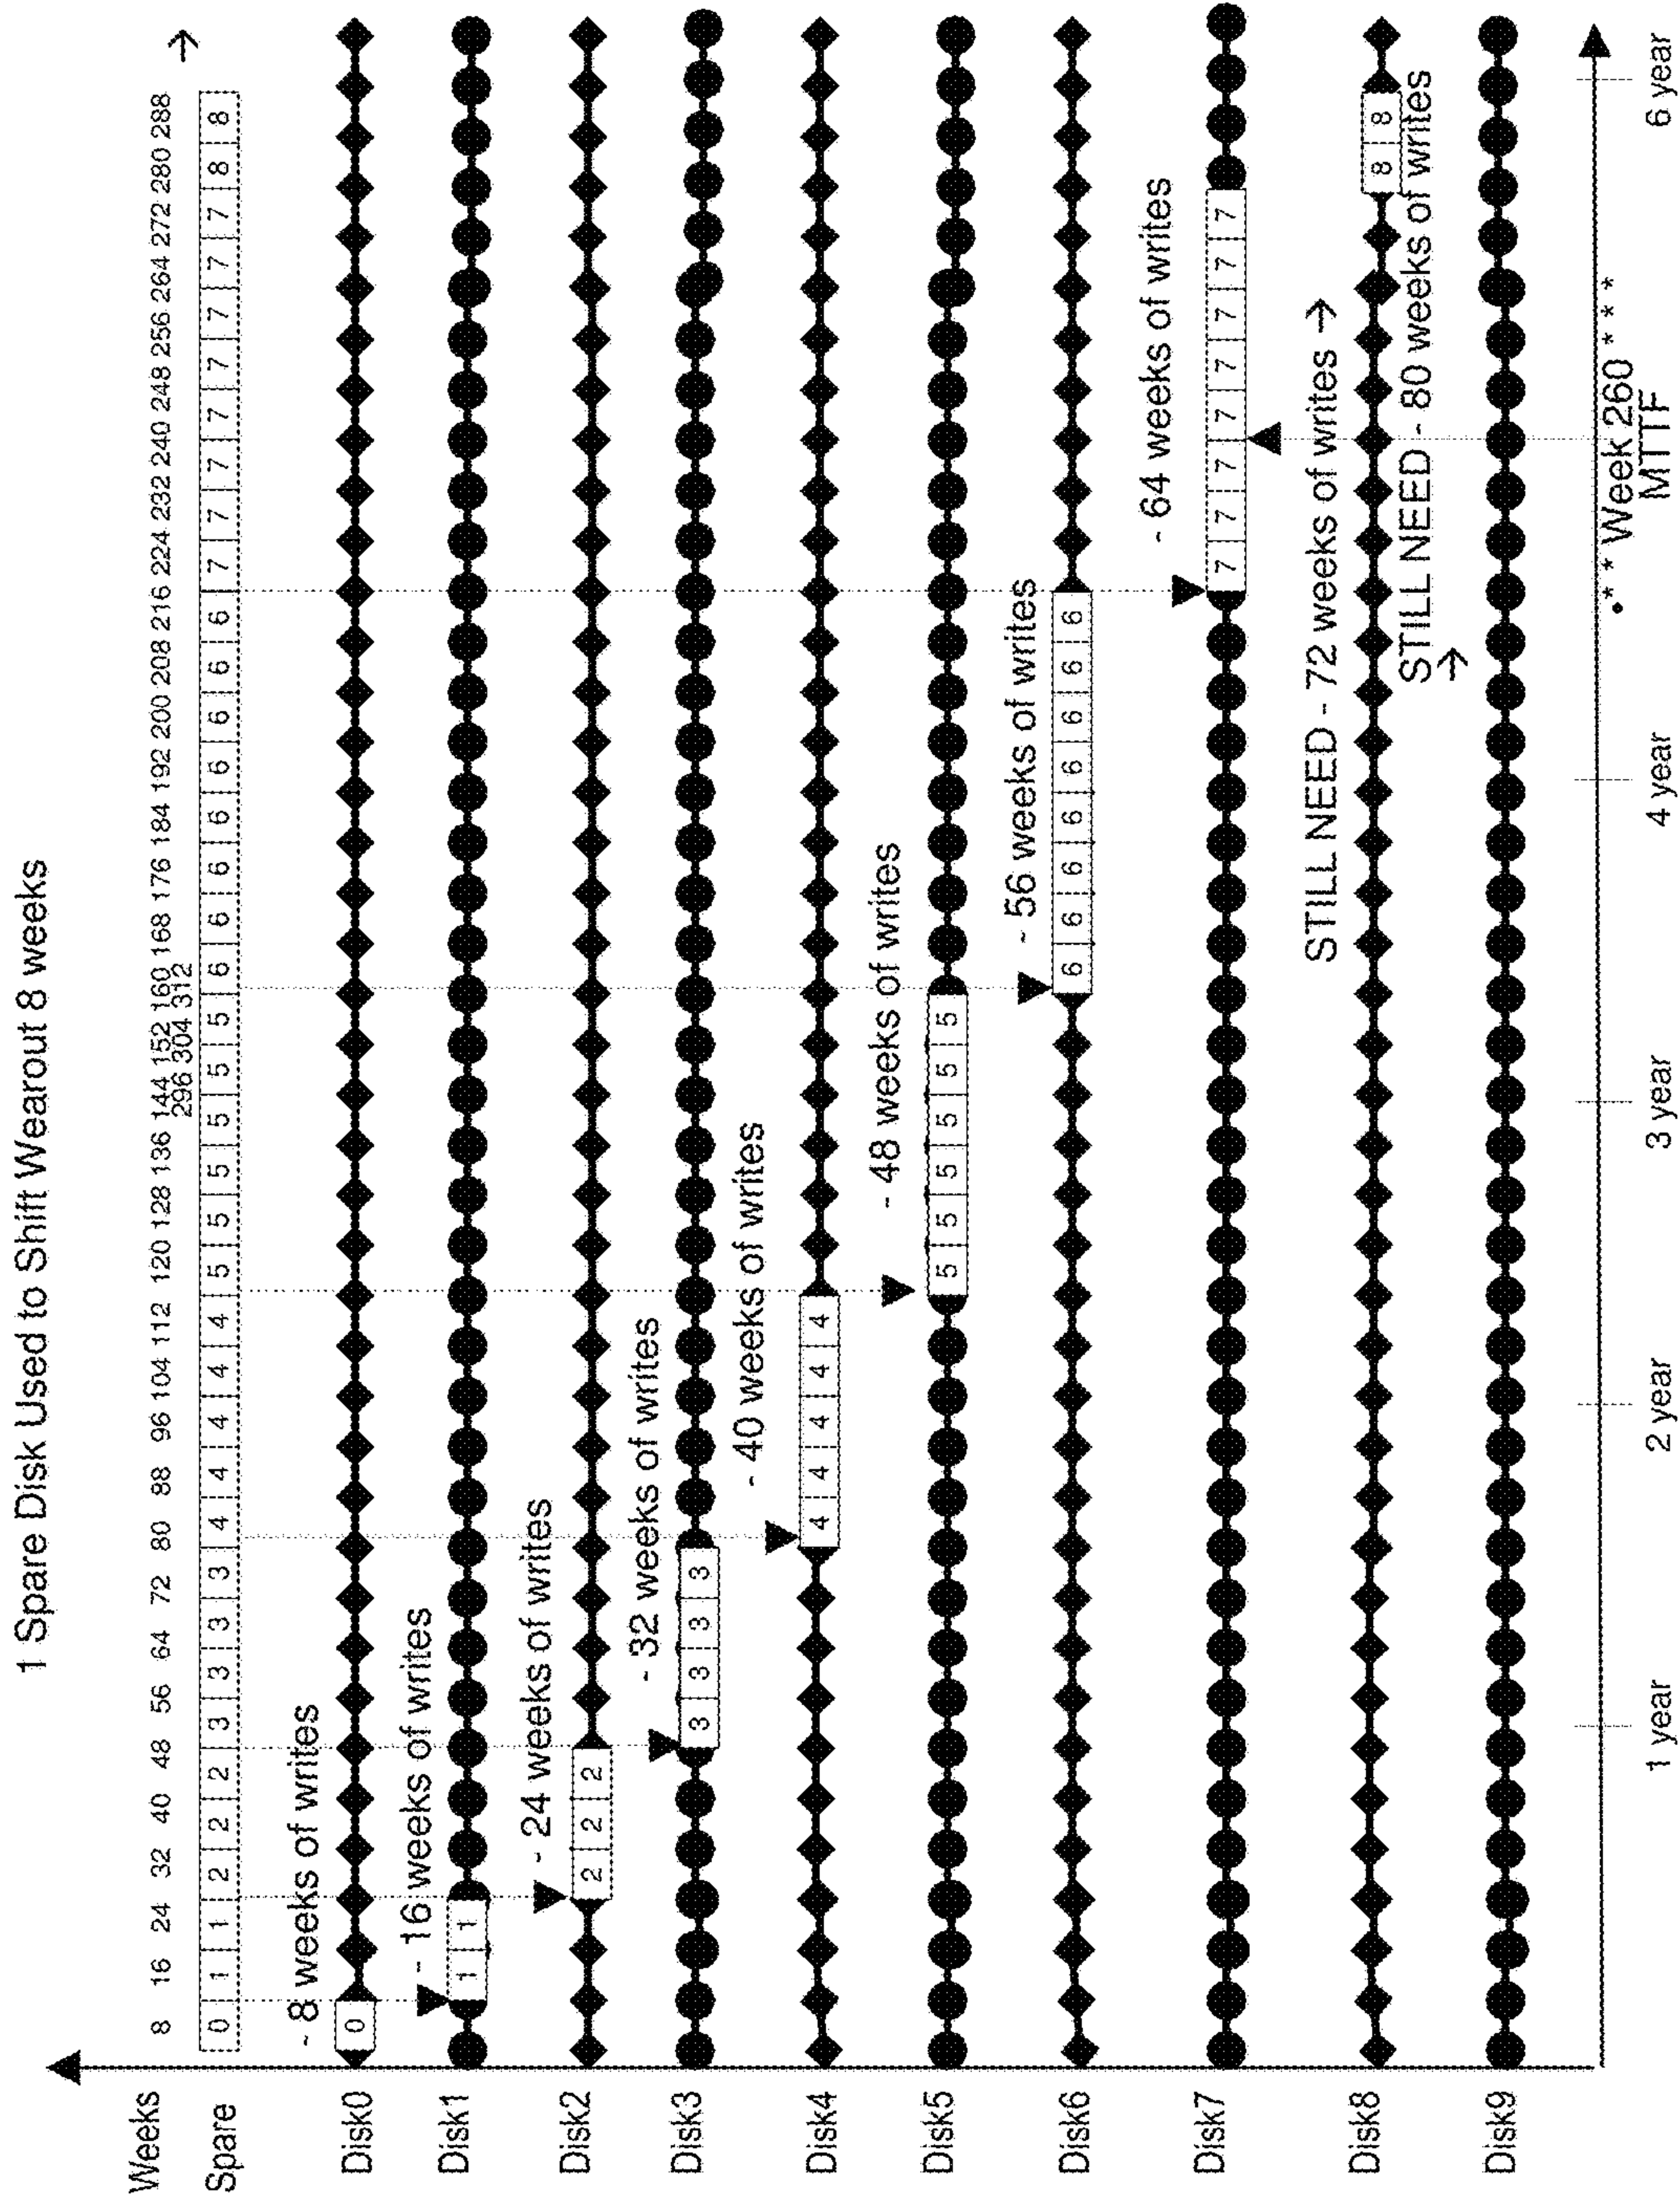 1 Spare Disk Used to Shift Wearout 8 weeks
Weeks 8 16 24 32 40 48 56 64 72 80 88 96 104 112 120 128 136 144 152 160 168 176 184 192 200 208 216 224 232 240 248 256 264 272 280 288 →
296 304 312
Spare 0 1 1 2 2 2 3 3 3 3 4 4 4 4 4 5 5 5 5 5 5 6 6 6 6 6 6 6 6 7 7 7 7 7 7 7 7 8 8
- 8 weeks of writes
Disk0 0
- 16 weeks of writes
Disk1 1 1
- 24 weeks of writes
Disk2 2 2 2
- 32 weeks of writes
Disk3 3 3 3 3
- 40 weeks of writes
Disk4 4 4 4 4 4
- 48 weeks of writes
Disk5 5 5 5 5 5 5
- 56 weeks of writes
Disk6 6 6 6 6 6 6 6 6
- 64 weeks of writes
Disk7 7 7 7 7 7 7 7 7
STILL NEED - 72 weeks of writes →
Disk8 8 8
STILL NEED - 80 weeks of writes
→
Disk9
•* * Week 260 * * *
MTTF
1 year 2 year 3 year 4 year 6 year